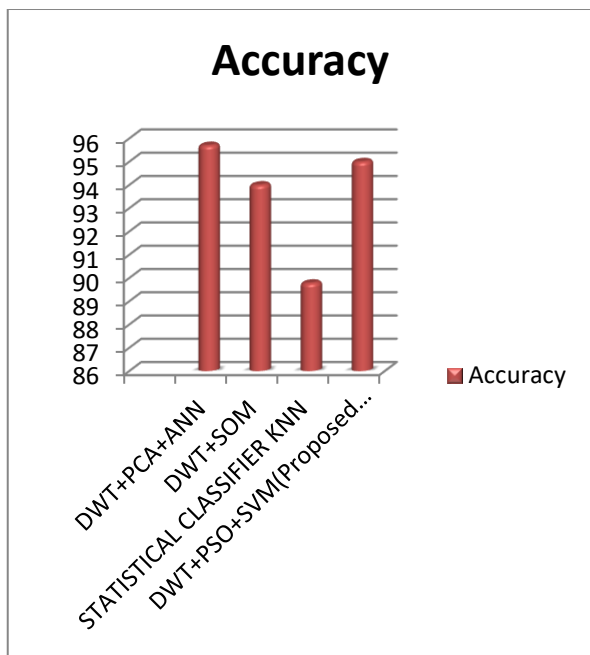 Accuracy
96
95
94
93
92
91
90
89
88
87
86
DWT+PCA+ANN
DWT+SOM
STATISTICAL CLASSIFIER KNN
DWT+PSO+SVM(Proposed...
Accuracy